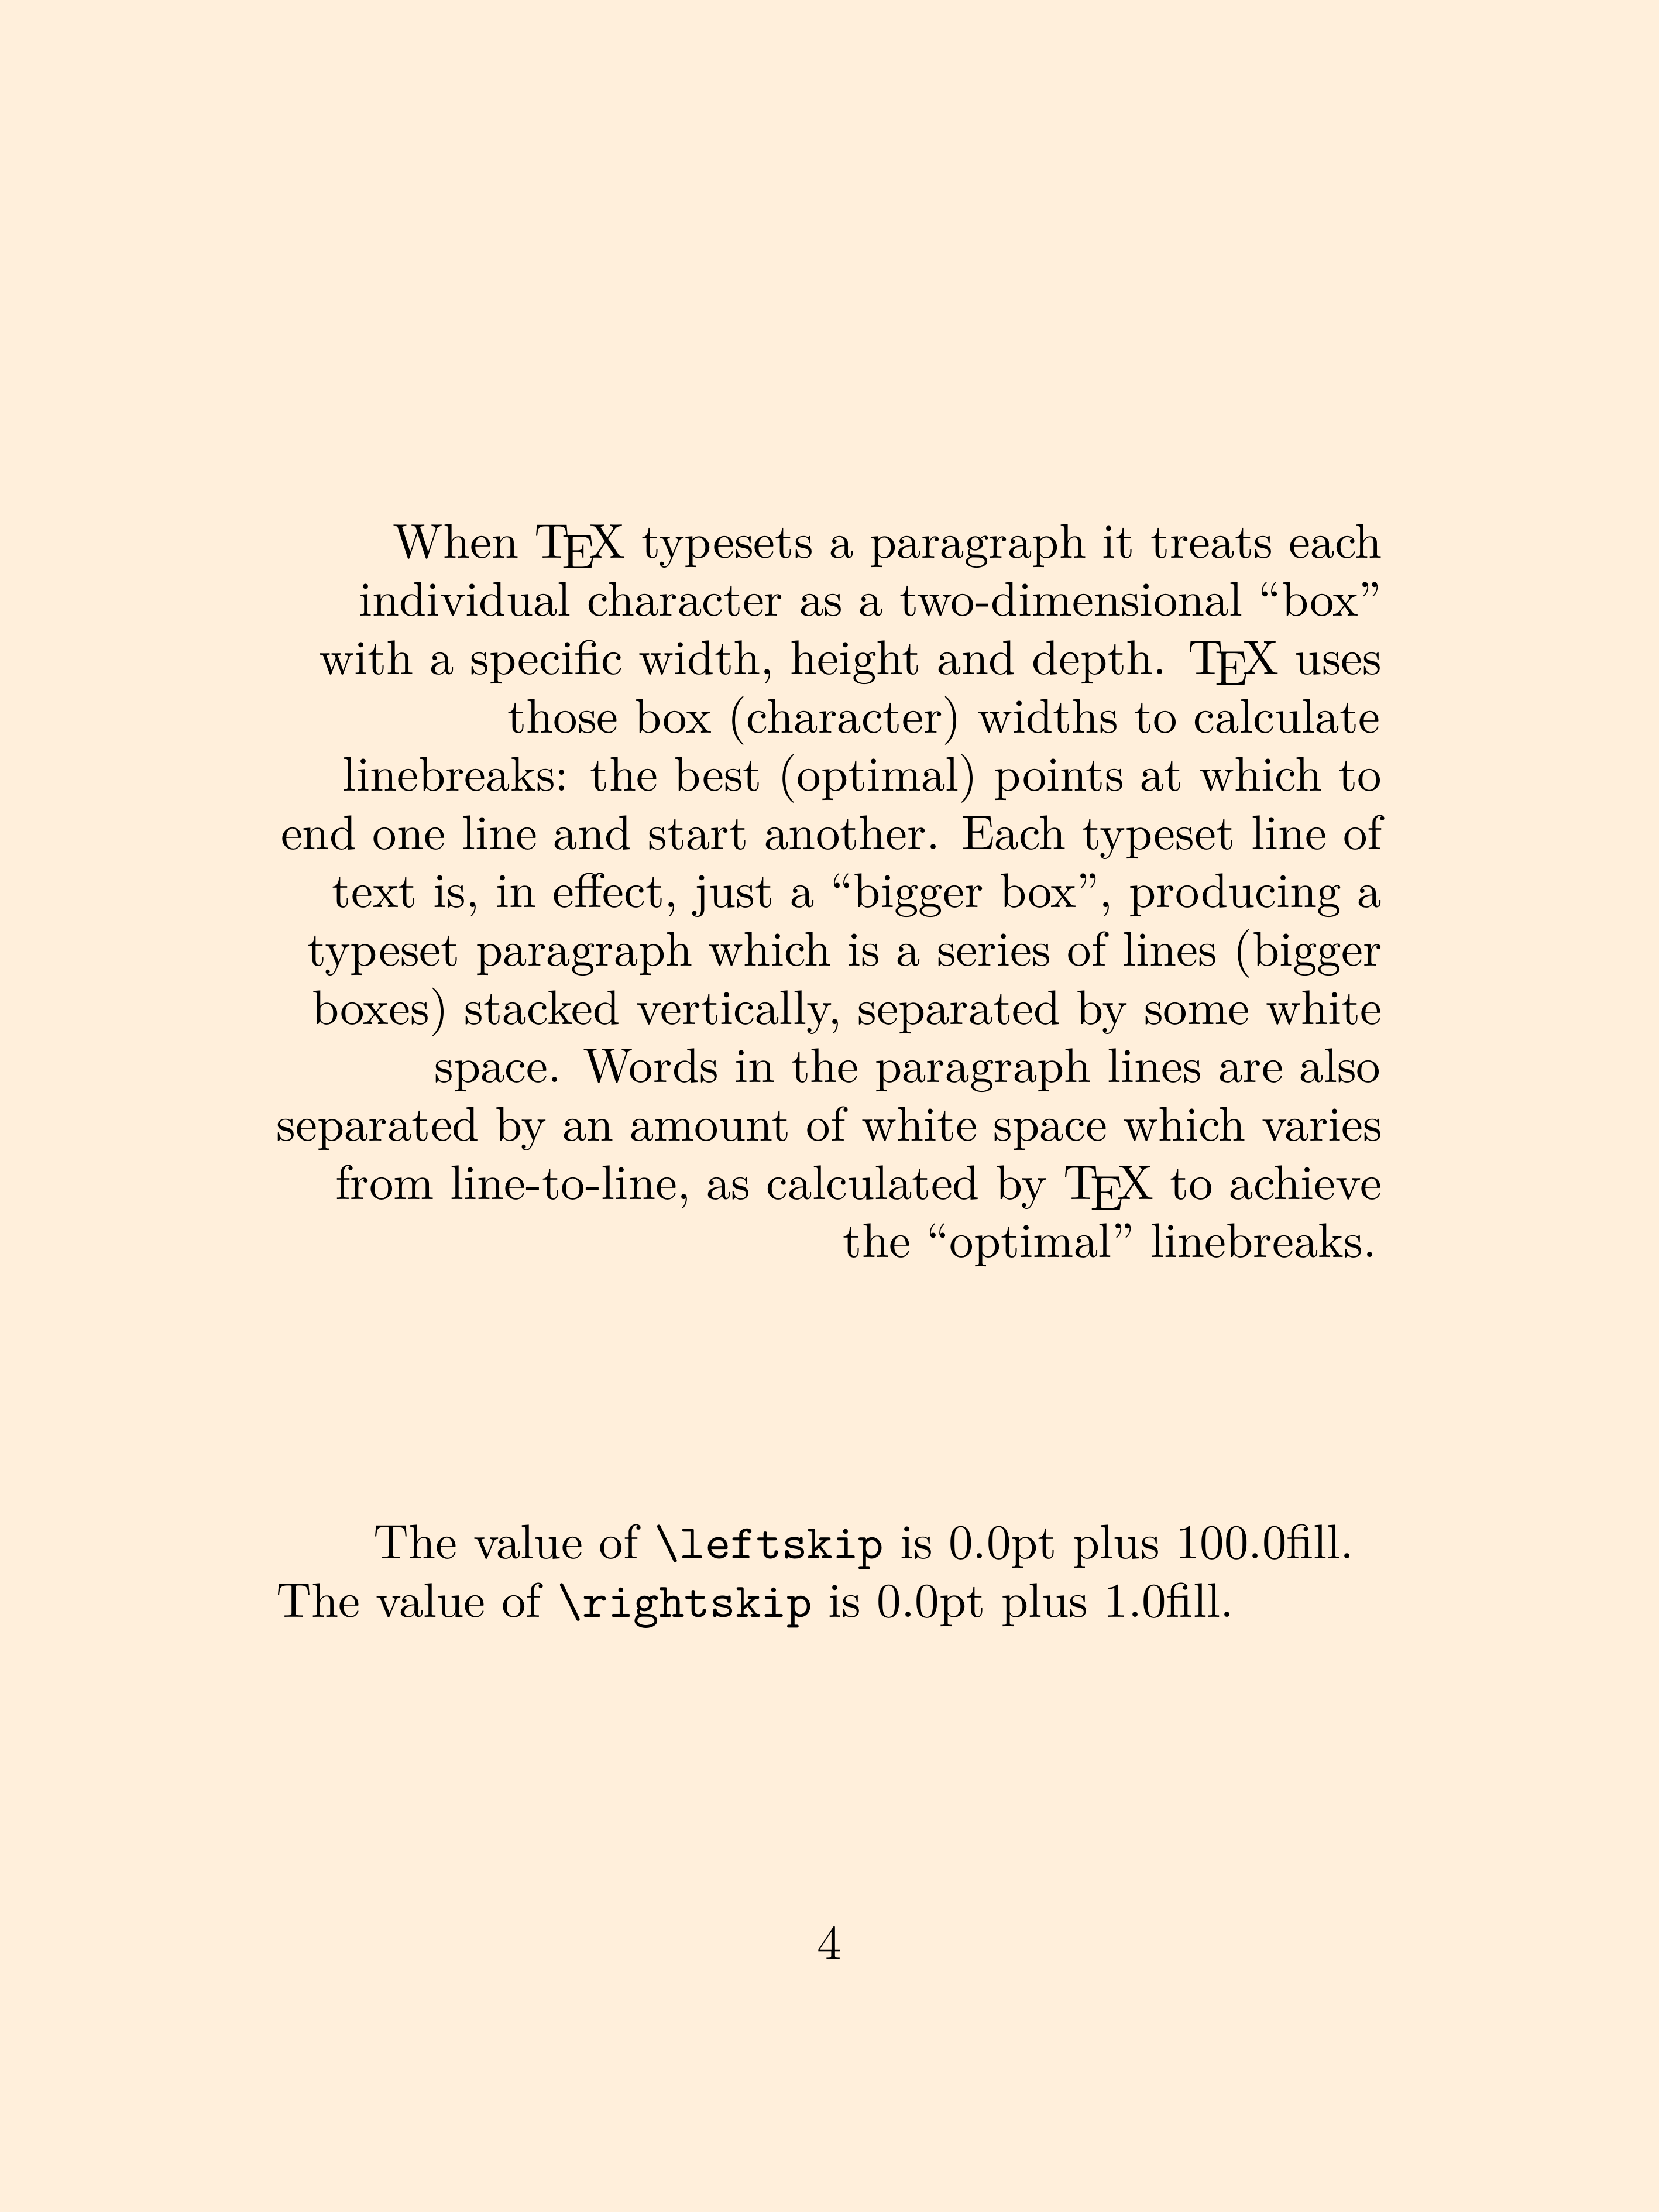 When TEX typesets a paragraph it treats each
individual character as a two-dimensional “box”
with a specific width, height and depth. TEX uses
those box (character) widths to calculate
linebreaks: the best (optimal) points at which to
end one line and start another. Each typeset line of
text is, in effect, just a “bigger box”, producing a
typeset paragraph which is a series of lines (bigger
boxes) stacked vertically, separated by some white
space. Words in the paragraph lines are also
separated by an amount of white space which varies
from line-to-line, as calculated by TEX to achieve
the “optimal” linebreaks.
The value of \leftskip is 0.0pt plus 100.0fill.
The value of \rightskip is 0.0pt plus 1.0fill.
4